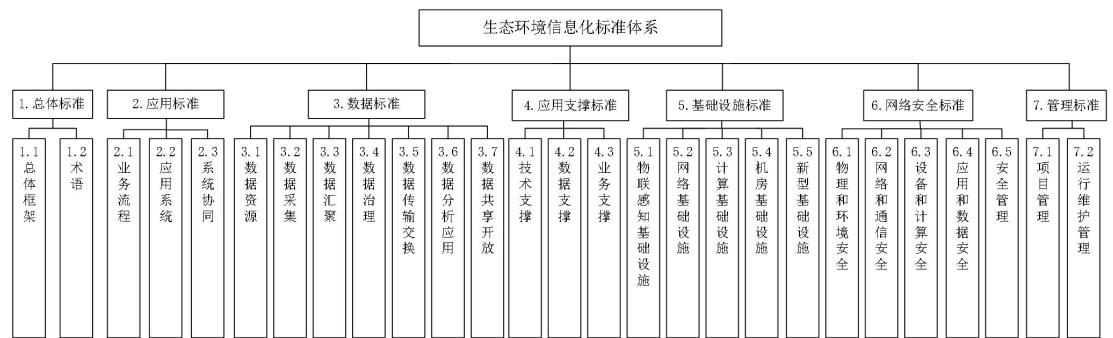 生态环境信息化标准体系
1.总体标准
2.应用标准
3.数据标准
4.应用支撑标准
5.基础设施标准
6.网络安全标准
7.管理标准
1.1总体框架
1.2术语
2.1业务流程
2.2应用系统
2.3系统协同
3.1数据资源
3.2数据采集
3.3数据汇聚
3.4数据治理
3.5数据传输交换
3.6数据分析应用
3.7数据共享开放
4.1技术支撑
4.2数据支撑
4.3业务支撑
5.1物联感知基础设施
5.2网络基础设施
5.3计算基础设施
5.4机房基础设施
5.5新型基础设施
6.1物理和环境安全
6.2网络和通信安全
6.3设备和计算安全
6.4应用和数据安全
6.5安全管理
7.1项目管理
7.2运行维护管理